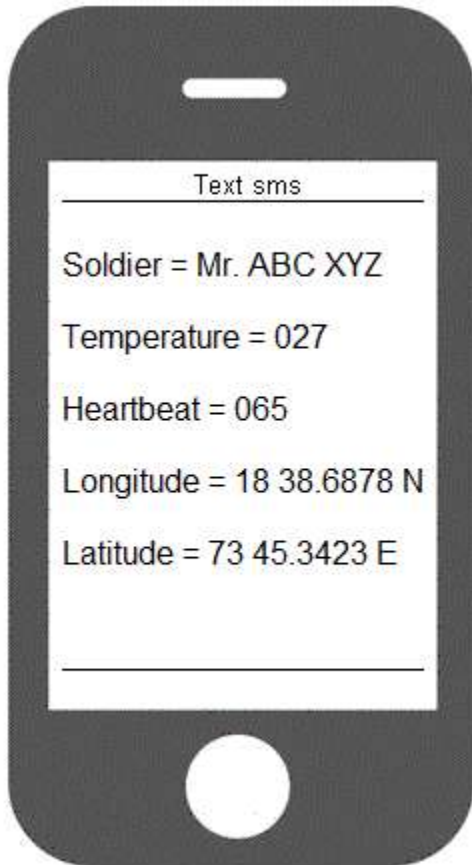 Text sms
Soldier = Mr. ABC XYZ
Temperature = 027
Heartbeat = 065
Longitude = 18 38.6878 N
Latitude = 73 45.3423 E